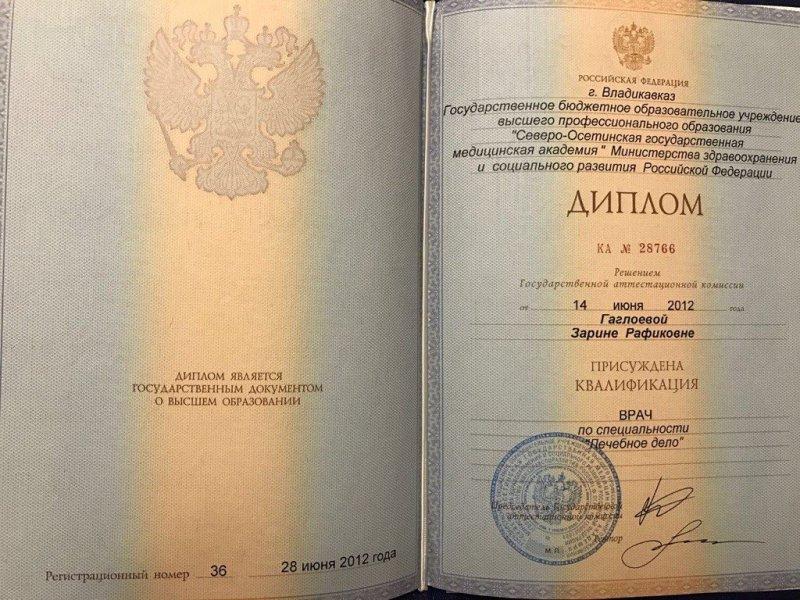 ДИПЛОМ ЯВЛЯЕТСЯ
ГОСУДАРСТВЕННЫМ ДОКУМЕНТОМ
О ВЫСШЕМ ОБРАЗОВАНИИ
Регистрационный номер 36 28 июня 2012 года
РОССИЙСКАЯ ФЕДЕРАЦИЯ
г. Владикавказ
Государственное бюджетное образовательное учреждение
высшего профессионального образования
"Северо-Осетинская государственная
медицинская академия" Министерства здравоохранения
и социального развития Российской Федерации
ДИПЛОМ
КА № 28766
Решением
Государственной аттестационной комиссии
от 14 июня 2012 года
Гаглоевой
Зарине Рафиковне
ПРИСУЖДЕНА
КВАЛИФИКАЦИЯ
ВРАЧ
по специальности
"Лечебное дело"
Председатель Государственной
аттестационной комиссии
Ректор
М.П.